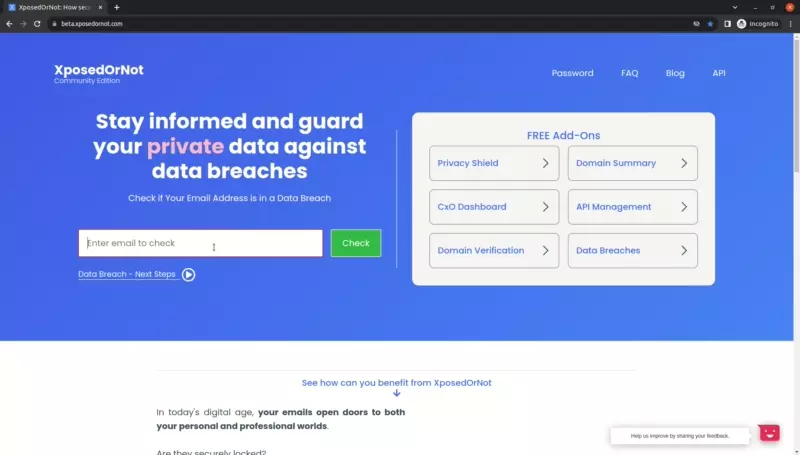 XposedOrNot: How sec
Incognito
beta.xposedornot.com
XposedOrNot
Community Edition
Password
FAQ
Blog
API
Stay informed and guard
your private data against
data breaches
Check if Your Email Address is in a Data Breach
Enter email to check
Check
Data Breach - Next Steps
FREE Add-Ons
Privacy Shield
Domain Summary
CxO Dashboard
API Management
Domain Verification
Data Breaches
See how can you benefit from XposedOrNot
In today's digital age, your emails open doors to both
your personal and professional worlds.
Are they securely locked?
Help us improve by sharing your feedback.